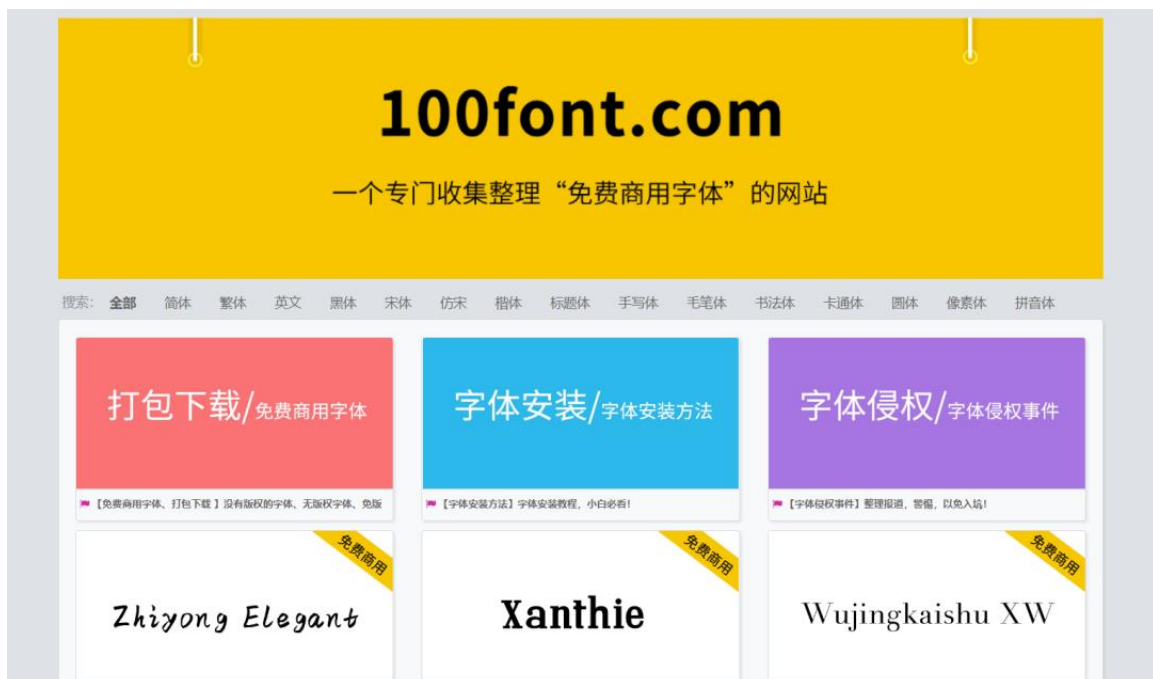 100font.com
一个专门收集整理“免费商用字体”的网站
搜索: 全部 简体 繁体 英文 黑体 宋体 仿宋 楷体 标题体 手写体 毛笔体 书法体 卡通体 圆体 像素体 拼音体
打包下载/免费商用字体
字体安装/字体安装方法
字体侵权/字体侵权事件
【免费商用字体、打包下载 】没有版权的字体、无版权字体、免版
【字体安装方法】字体安装教程，小白必看!
【字体侵权事件】整理报道，警惕，以免入坑!
免费商用
免费商用
免费商用
Zhiyong Elegant
Xanthie
Wujingkaishu XW